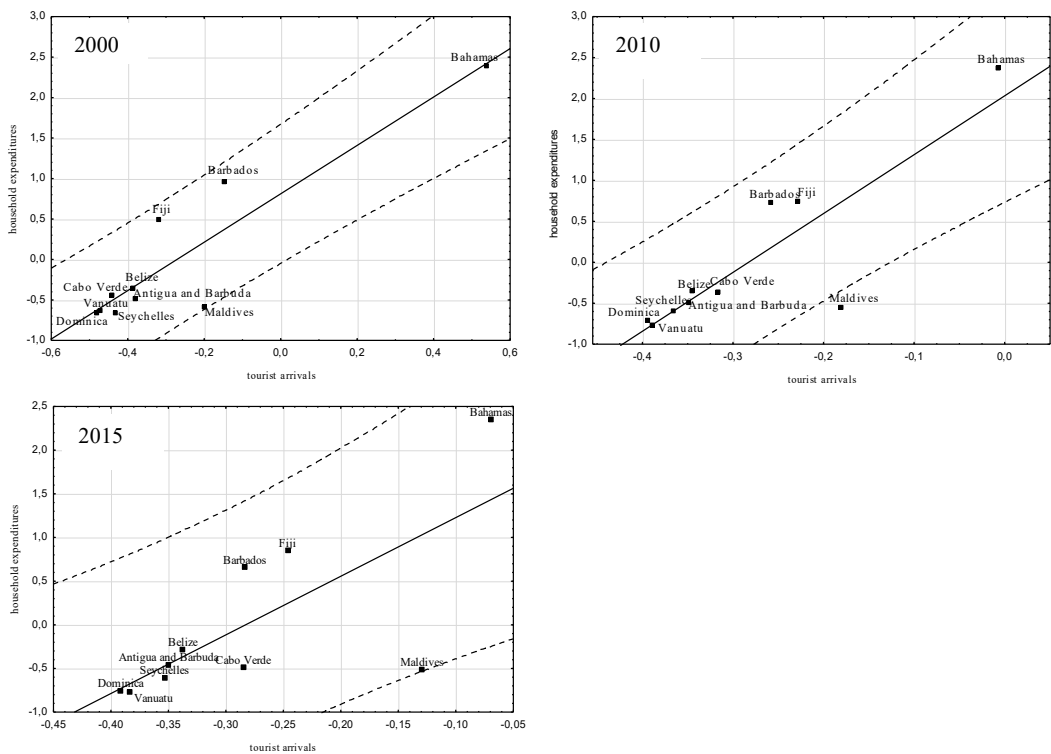 2000
3,0
2,5
2,0
1,5
1,0
0,5
0,0
-0,5
-1,0
household expenditures
Bahamas
Barbados
Fiji
Belize
Cabo Verde
Antigua and Barbuda
Vanuatu
Maldives
Dominica
Seychelles
-0,6 -0,4 -0,2 0,0 0,2 0,4 0,6
tourist arrivals
2010
3,0
2,5
2,0
1,5
1,0
0,5
0,0
-0,5
-1,0
household expenditures
Bahamas
Barbados
Fiji
Belize
Cabo Verde
Seychelles
Antigua and Barbuda
Maldives
Dominica
Vanuatu
-0,4 -0,3 -0,2 -0,1 0,0
tourist arrivals
2015
2,5
2,0
1,5
1,0
0,5
0,0
-0,5
-1,0
household expenditures
Bahamas
Fiji
Barbados
Belize
Antigua and Barbuda
Cabo Verde
Maldives
Seychelles
Dominica
Vanuatu
-0,45 -0,40 -0,35 -0,30 -0,25 -0,20 -0,15 -0,10 -0,05
tourist arrivals